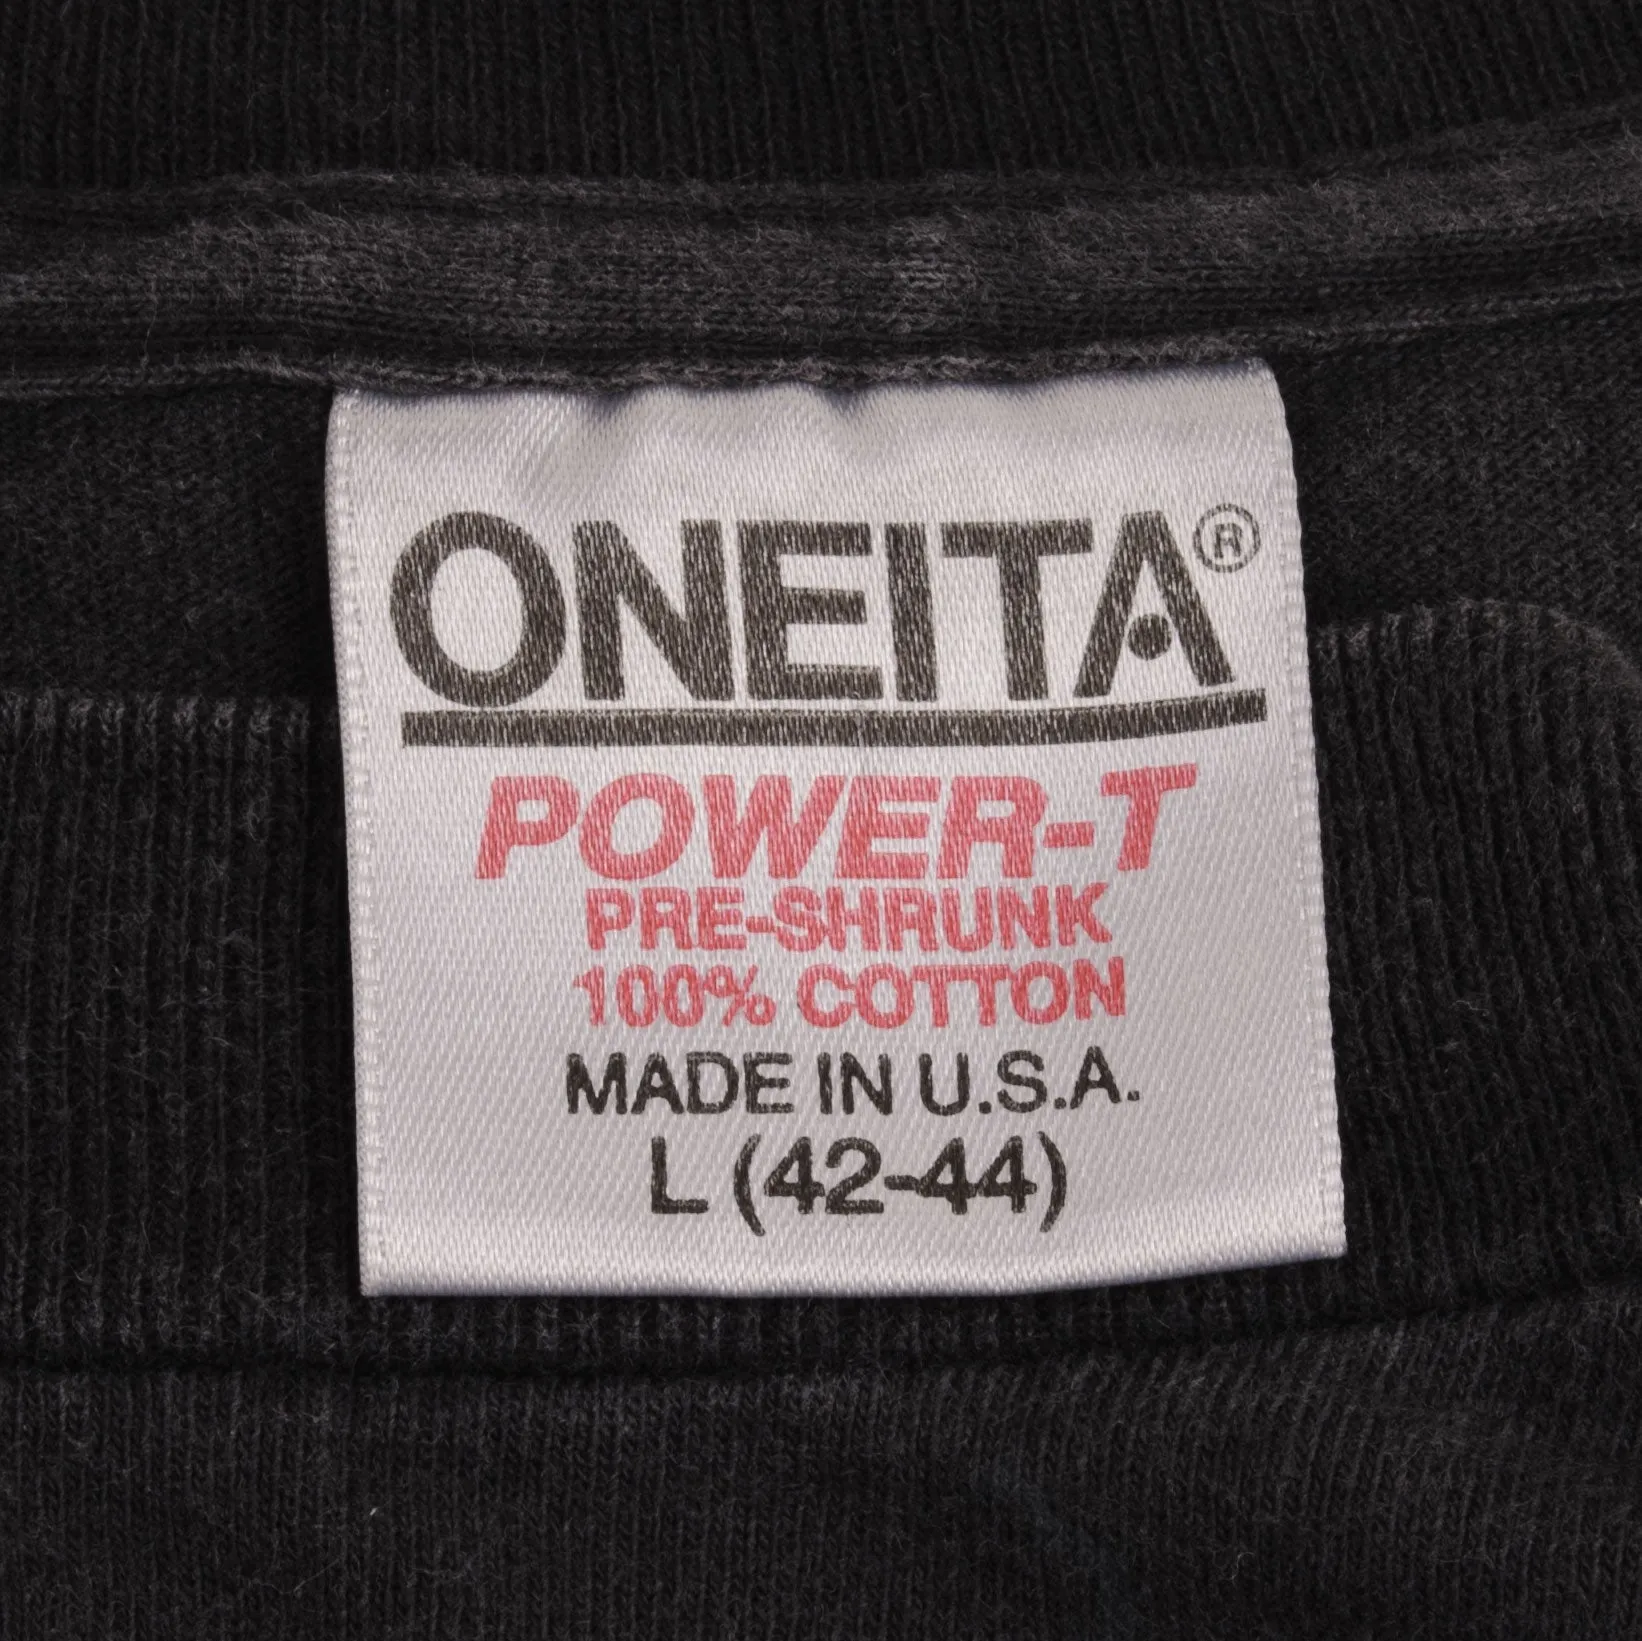 ONEITA®
POWER-T
PRE-SHRUNK
100% COTTON
MADE IN U.S.A.
L (42-44)